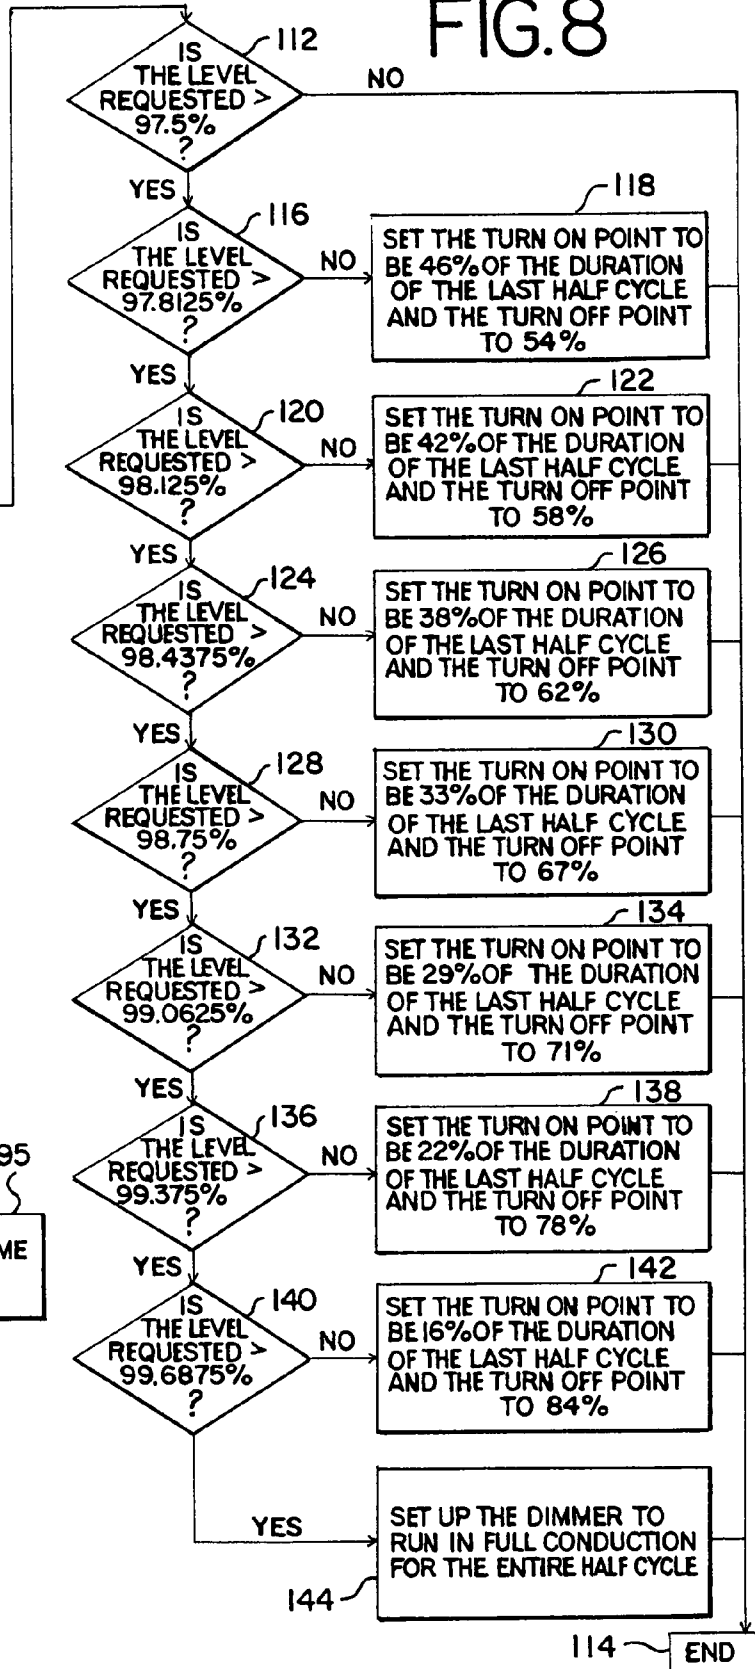 FIG.8
112
IS
THE LEVEL
REQUESTED >
97.5%
?
NO
YES
116
IS
THE LEVEL
REQUESTED >
97.8125%
?
NO
118
SET THE TURN ON POINT TO
BE 46% OF THE DURATION
OF THE LAST HALF CYCLE
AND THE TURN OFF POINT
TO 54%
YES
120
IS
THE LEVEL
REQUESTED >
98.125%
?
NO
122
SET THE TURN ON POINT TO
BE 42% OF THE DURATION
OF THE LAST HALF CYCLE
AND THE TURN OFF POINT
TO 58%
YES
124
IS
THE LEVEL
REQUESTED >
98.4375%
?
NO
126
SET THE TURN ON POINT TO
BE 38% OF THE DURATION
OF THE LAST HALF CYCLE
AND THE TURN OFF POINT
TO 62%
YES
128
IS
THE LEVEL
REQUESTED >
98.75%
?
NO
130
SET THE TURN ON POINT TO
BE 33% OF THE DURATION
OF THE LAST HALF CYCLE
AND THE TURN OFF POINT
TO 67%
YES
132
IS
THE LEVEL
REQUESTED >
99.0625%
?
NO
134
SET THE TURN ON POINT TO
BE 29% OF THE DURATION
OF THE LAST HALF CYCLE
AND THE TURN OFF POINT
TO 71%
YES
136
IS
THE LEVEL
REQUESTED >
99.375%
?
NO
138
SET THE TURN ON POINT TO
BE 22% OF THE DURATION
OF THE LAST HALF CYCLE
AND THE TURN OFF POINT
TO 78%
95
ME
YES
140
IS
THE LEVEL
REQUESTED >
99.6875%
?
NO
142
SET THE TURN ON POINT TO
BE 16% OF THE DURATION
OF THE LAST HALF CYCLE
AND THE TURN OFF POINT
TO 84%
YES
SET UP THE DIMMER TO
RUN IN FULL CONDUCTION
FOR THE ENTIRE HALF CYCLE
144
114
END